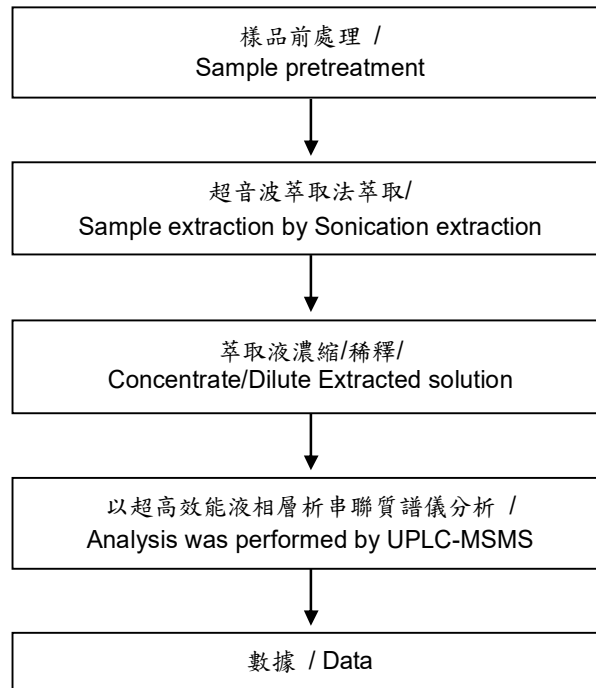 樣品前處理 /
Sample pretreatment
超音波萃取法萃取/
Sample extraction by Sonication extraction
萃取液濃縮/稀釋/
Concentrate/Dilute Extracted solution
以超高效能液相層析串聯質譜儀分析 /
Analysis was performed by UPLC-MSMS
數據 / Data